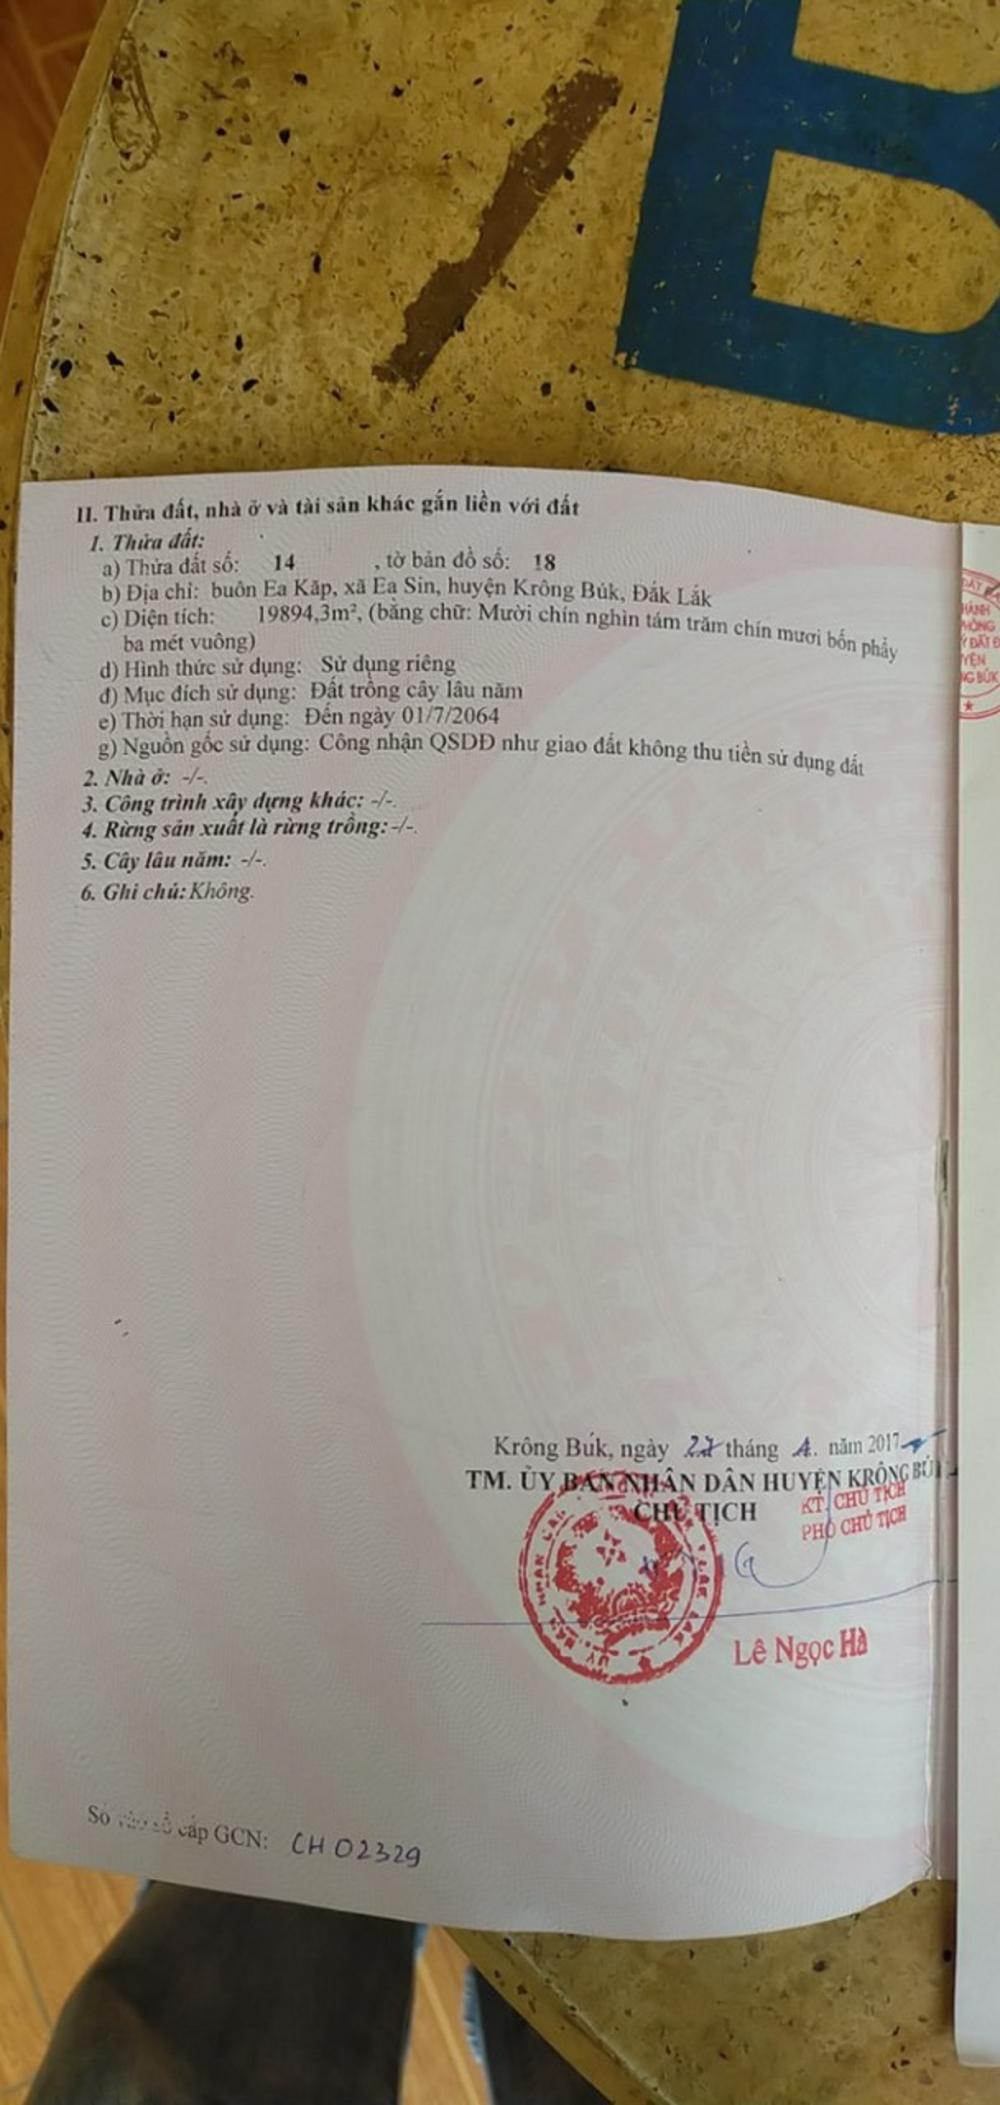 II. Thửa đất, nhà ở và tài sản khác gắn liền với đất
1. Thửa đất:
a) Thửa đất số: 14 , tờ bản đồ số: 18
b) Địa chỉ: buôn Ea Kăp, xã Ea Sin, huyện Krông Búk, Đắk Lắk
c) Diện tích: 19894,3m², (bằng chữ: Mười chín nghìn tám trăm chín mươi bốn phẩy
ba mét vuông)
d) Hình thức sử dụng: Sử dụng riêng
đ) Mục đích sử dụng: Đất trồng cây lâu năm
e) Thời hạn sử dụng: Đến ngày 01/7/2064
g) Nguồn gốc sử dụng: Công nhận QSDĐ như giao đất không thu tiền sử dụng đất
2. Nhà ở: -/-.
3. Công trình xây dựng khác: -/-.
4. Rừng sản xuất là rừng trồng: -/-.
5. Cây lâu năm: -/-.
6. Ghi chú: Không.
Krông Búk, ngày 27 tháng 4. năm 2017
TM. ỦY BAN NHÂN DÂN HUYỆN KRÔNG BÚ
CHỦ TỊCH
KT. CHỦ TỊCH
PHÓ CHỦ TỊCH
Lê Ngọc Hà
Số cấp GCN: CH 02329
B